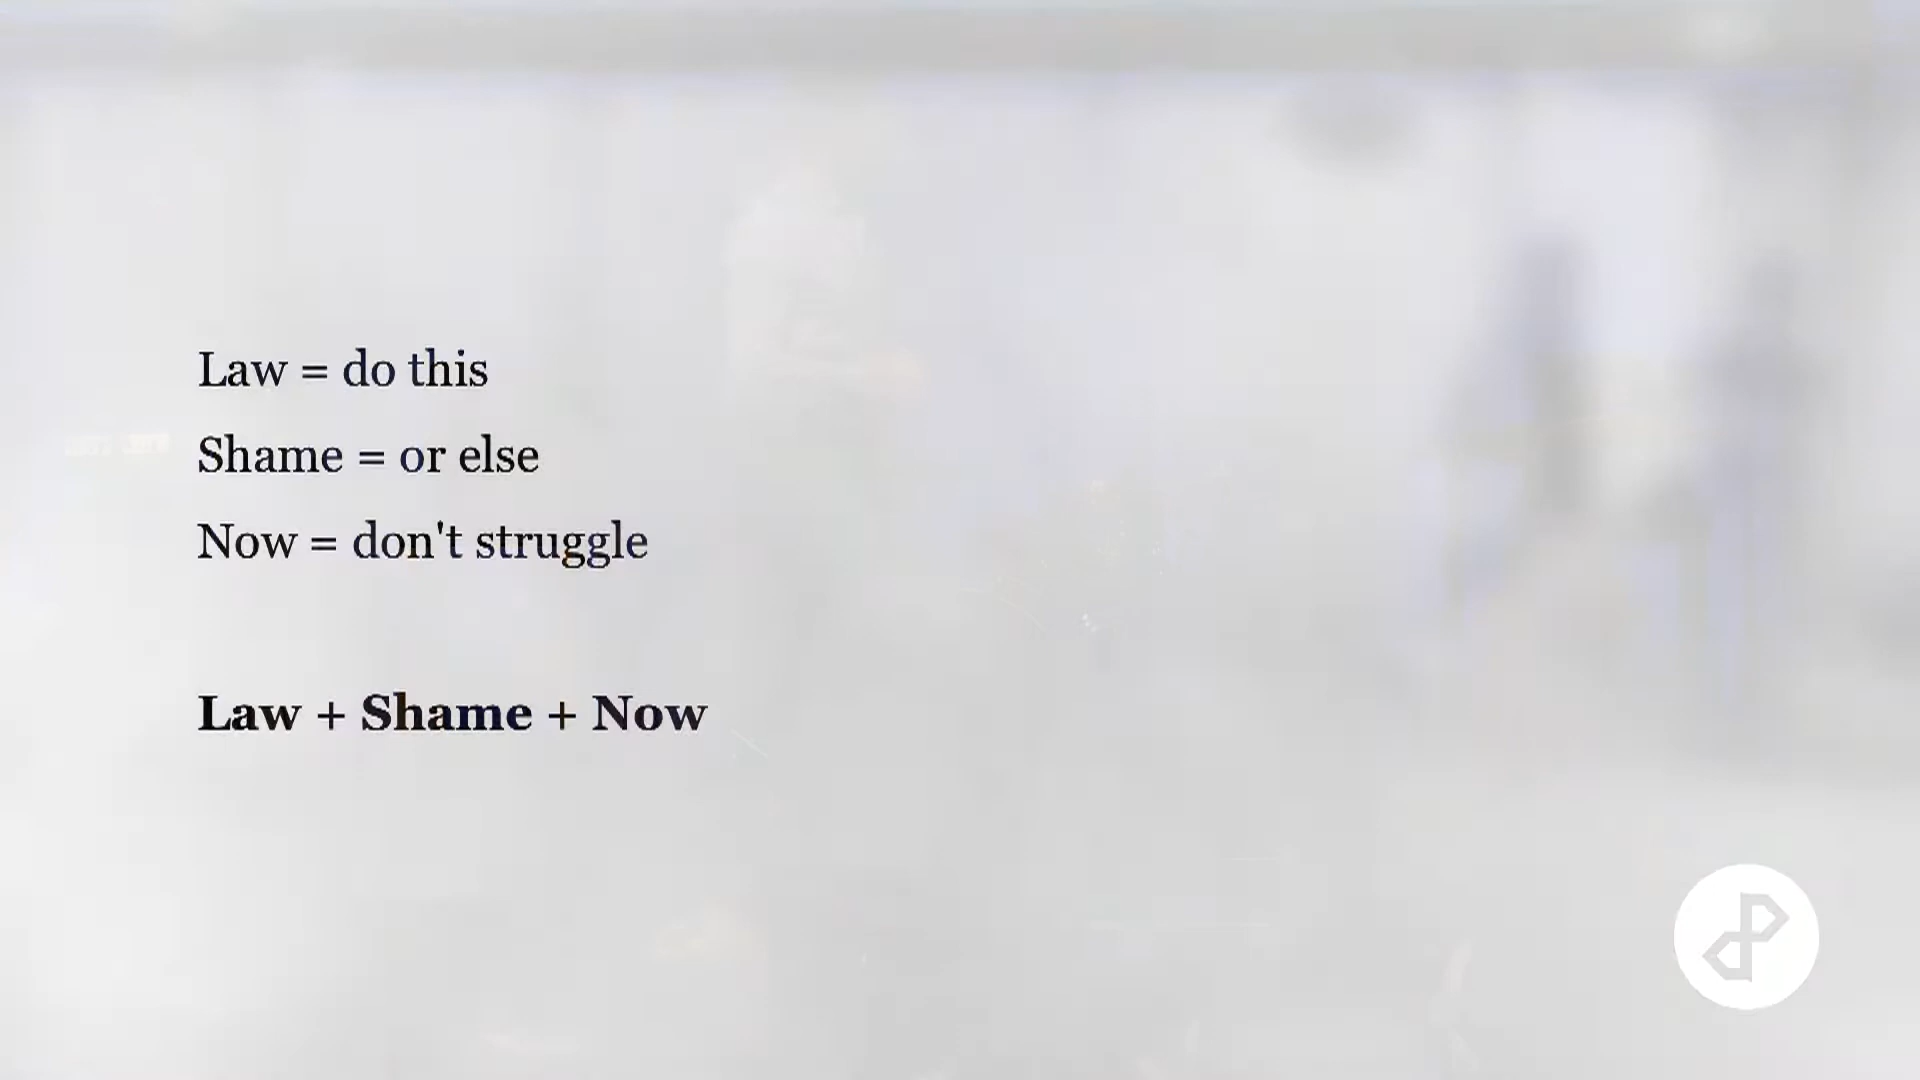 Law = do this
Shame = or else
Now = don't struggle
Law + Shame + Now